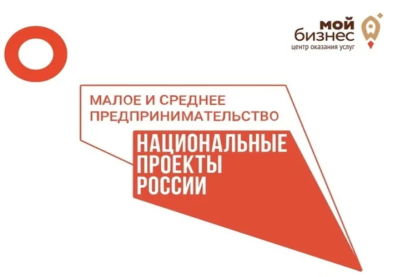 мой
бизнес
центр оказания услуг
МАЛОЕ И СРЕДНЕЕ
ПРЕДПРИНИМАТЕЛЬСТВО
НАЦИОНАЛЬНЫЕ
ПРОЕКТЫ
РОССИИ